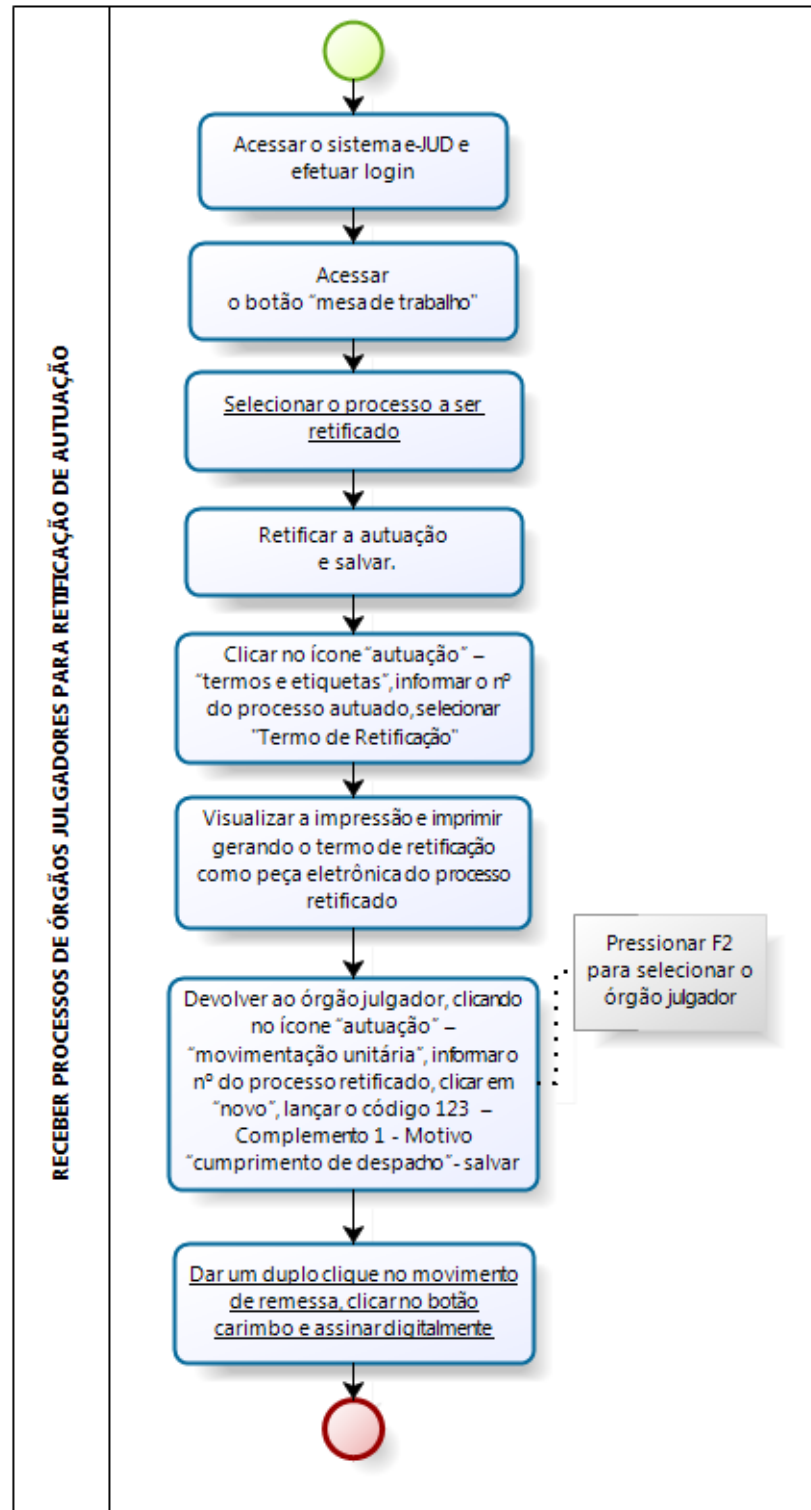 RECEBER PROCESSOS DE ÓRGÃOS JULGADORES PARA RETIFICAÇÃO DE AUTUAÇÃO
Acessar o sistema e-JUD e
efetuar login
Acessar
o botão “mesa de trabalho"
Selecionar o processo a ser
retificado
Retificar a autuação
e salvar.
Clicar no ícone “autuação” –
“termos e etiquetas”, informar o nº
do processo autuado, selecionar
"Termo de Retificação"
Visualizar a impressão e imprimir
gerando o termo de retificação
como peça eletrônica do processo
retificado
Pressionar F2
para selecionar o
órgão julgador
Devolver ao órgão julgador, clicando
no ícone “autuação” –
“movimentação unitária”, informar o
nº do processo retificado, clicar em
“novo”, lançar o código 123 –
Complemento 1 - Motivo
“cumprimento de despacho”- salvar
Dar um duplo clique no movimento
de remessa, clicar no botão
carimbo e assinar digitalmente